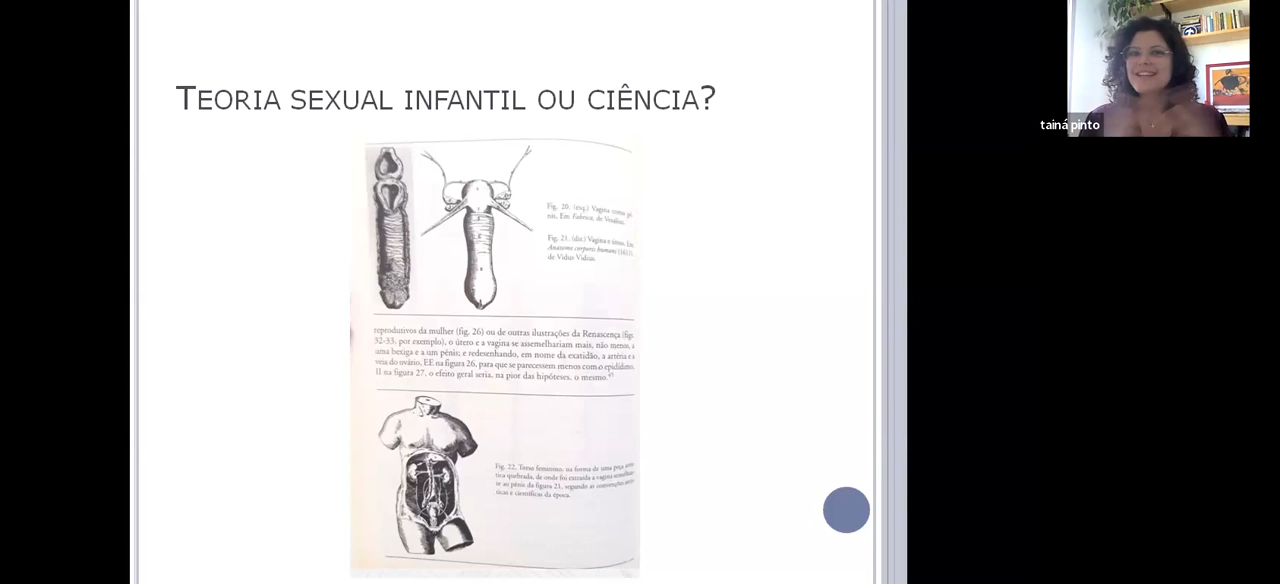 TEORIA SEXUAL INFANTIL OU CIÊNCIA?
tainá pinto
Fig. 20. (esq.) Vagina como pê-
nis. Em Fabrica, de Vesalius.
Fig. 21. (dir.) Vagina e útero. Em
Anatome corporis humani (1611),
de Vidus Vidius.
reprodutivos da mulher (fig. 26) ou de outras ilustrações da Renascença (figs.
32-33, por exemplo), o útero e a vagina se assemelhariam mais, não menos, a
uma bexiga e a um pênis; e redesenhando, em nome da exatidão, a artéria e a
veia do ovário, EE na figura 26, para que se parecessem menos com o epidídimo,
II na figura 27, o efeito geral seria, na pior das hipóteses, o mesmo.
Fig. 22. Torso feminino, na forma de uma peça
quebrada, de onde foi extraída a vagina
te ao pênis da figura 21, segundo as convenções
e científicas da época.